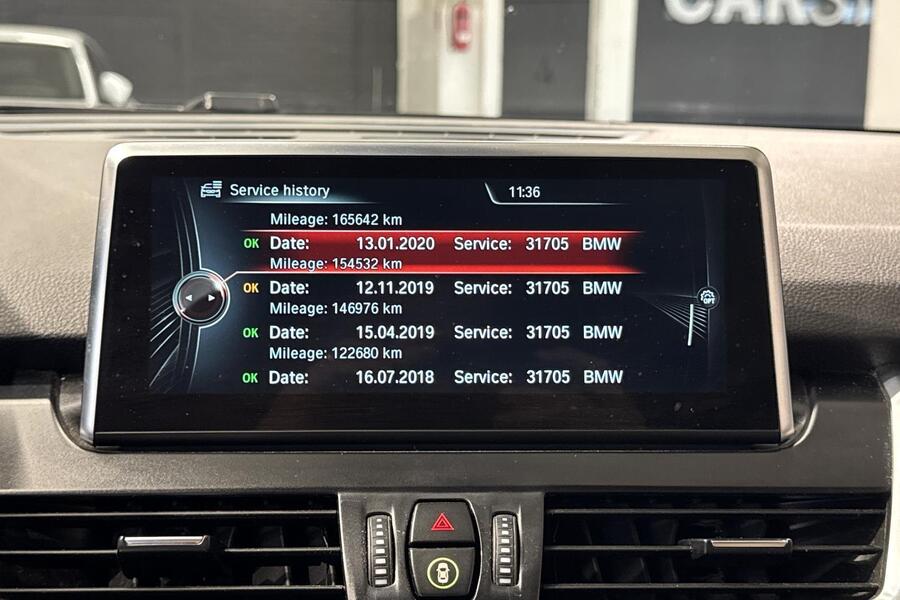 CARS
Service history 11:36
Mileage: 165642 km
OK Date: 13.01.2020 Service: 31705 BMW
Mileage: 154532 km
OK Date: 12.11.2019 Service: 31705 BMW
Mileage: 146976 km
OK Date: 15.04.2019 Service: 31705 BMW
Mileage: 122680 km
OK Date: 16.07.2018 Service: 31705 BMW
OPT